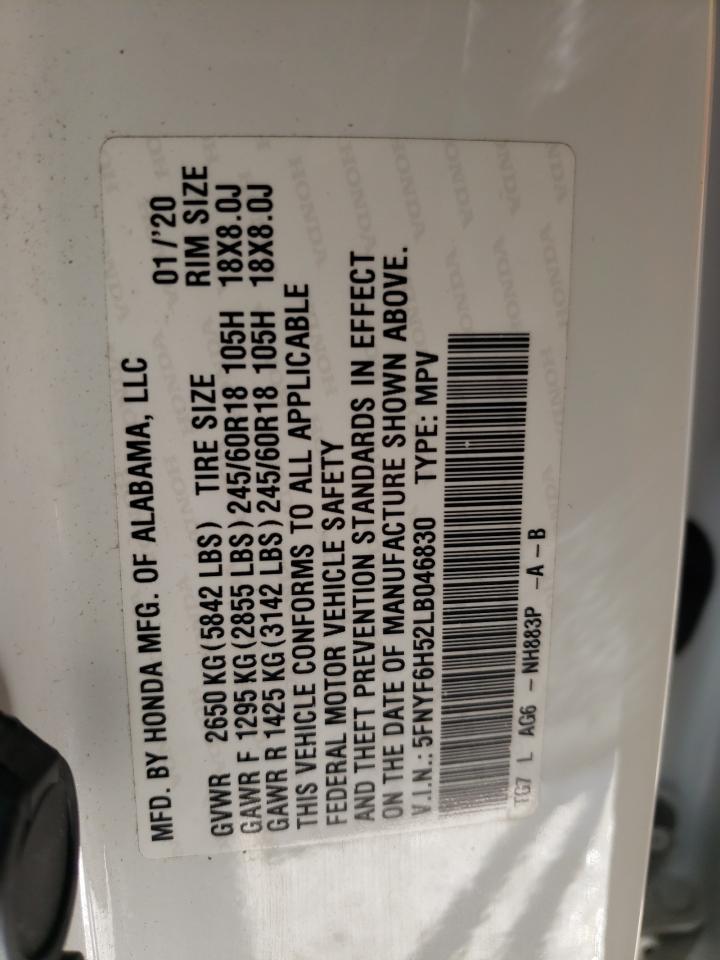 MFD. BY HONDA MFG. OF ALABAMA, LLC 01/'20
GVWR 2650 KG (5842 LBS) TIRE SIZE RIM SIZE
GAWR F 1295 KG (2855 LBS) 245/60R18 105H 18X8.0J
GAWR R 1425 KG (3142 LBS) 245/60R18 105H 18X8.0J
THIS VEHICLE CONFORMS TO ALL APPLICABLE
FEDERAL MOTOR VEHICLE SAFETY
AND THEFT PREVENTION STANDARDS IN EFFECT
ON THE DATE OF MANUFACTURE SHOWN ABOVE.
V.I.N.: 5FNYF6H52LB046830 TYPE: MPV
TG7 L AG6 - NH883P -A-B